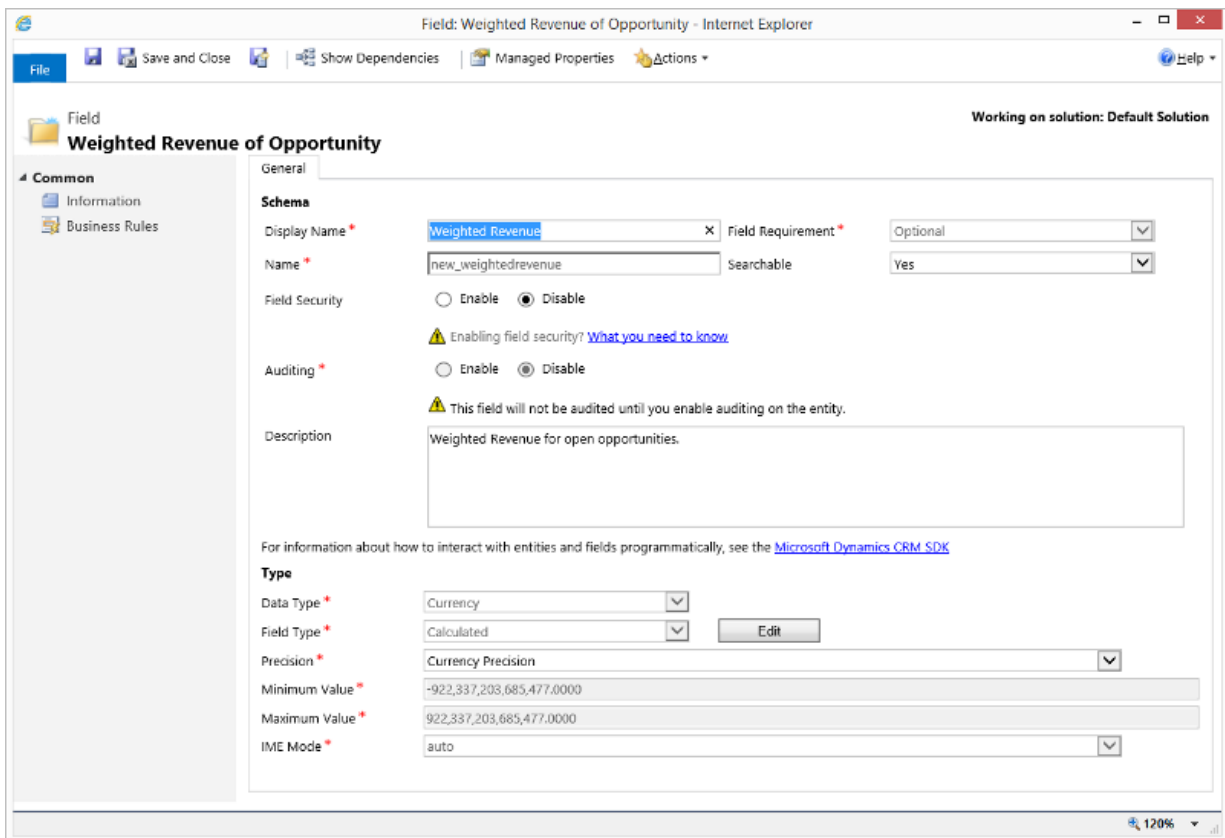 Field: Weighted Revenue of Opportunity - Internet Explorer
File Save and Close Show Dependencies Managed Properties Actions Help
Field
Weighted Revenue of Opportunity
Working on solution: Default Solution
Common
Information
Business Rules
General
Schema
Display Name * Weighted Revenue Field Requirement * Optional
Name * new_weightedrevenue Searchable Yes
Field Security Enable Disable
Enabling field security? What you need to know
Auditing * Enable Disable
This field will not be audited until you enable auditing on the entity.
Description Weighted Revenue for open opportunities.
For information about how to interact with entities and fields programmatically, see the Microsoft Dynamics CRM SDK
Type
Data Type * Currency
Field Type * Calculated Edit
Precision * Currency Precision
Minimum Value * -922,337,203,685,477.0000
Maximum Value * 922,337,203,685,477.0000
IME Mode * auto
120%